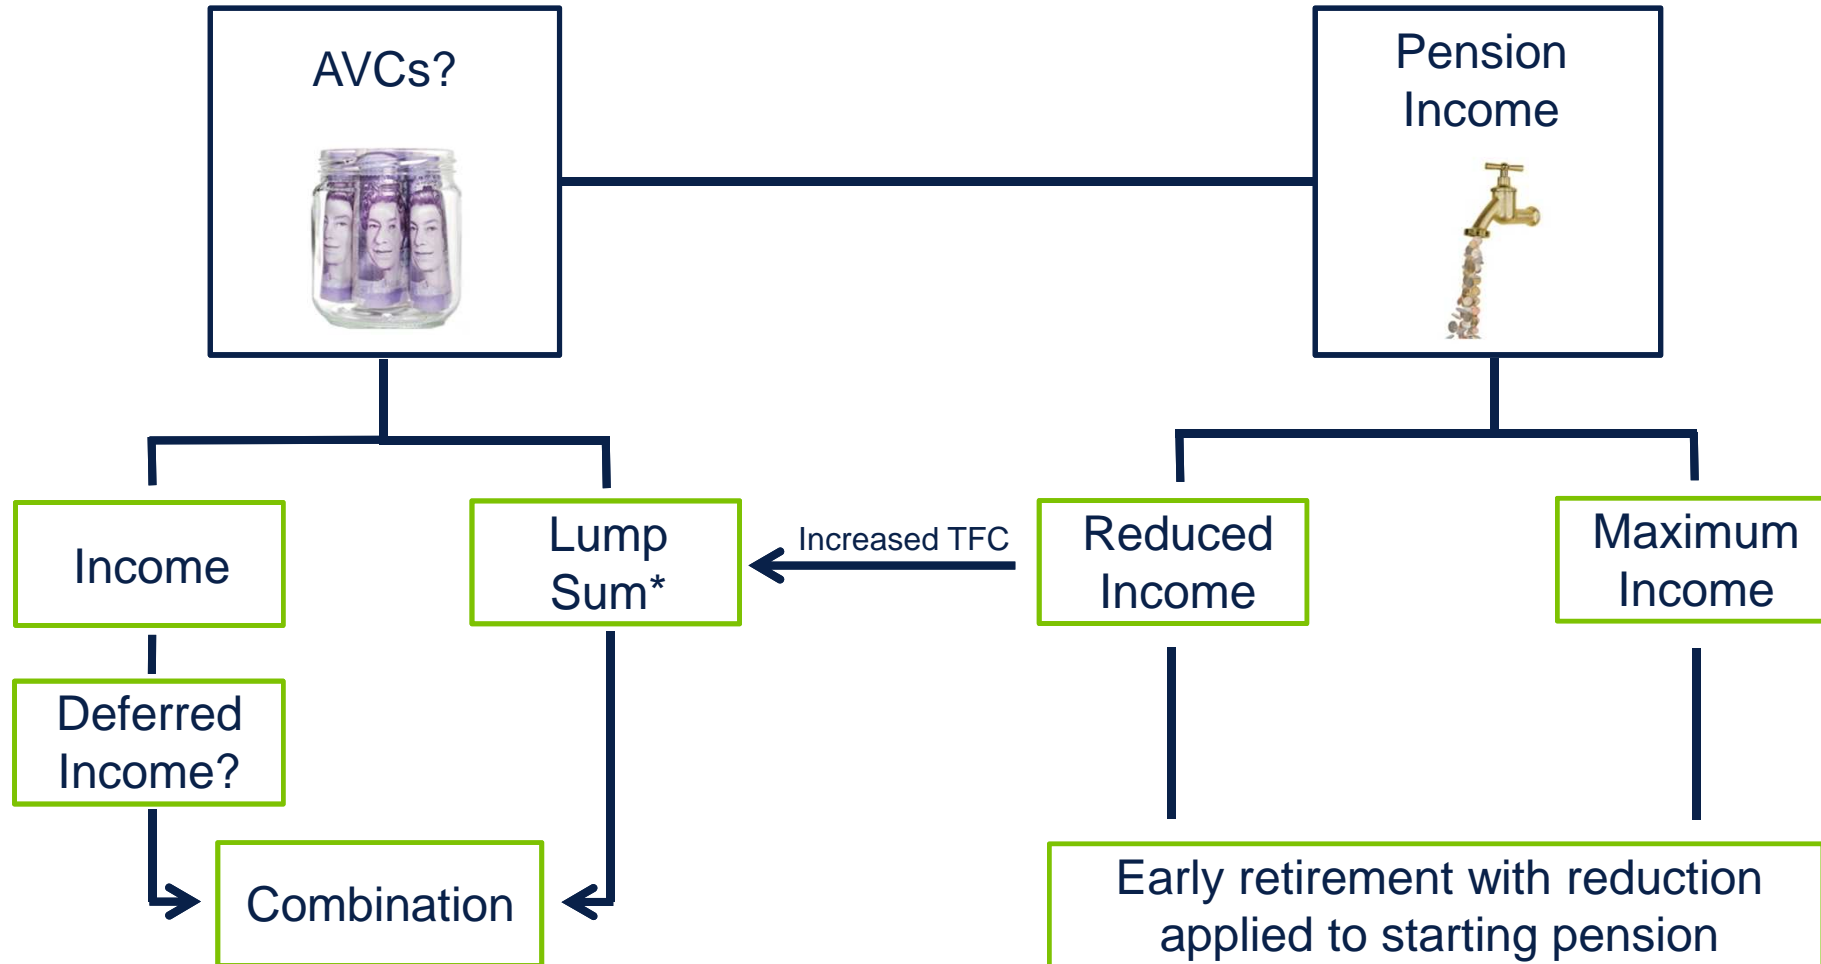 AVCs?
Pension
Income
Income
Lump
Sum*
Increased TFC
Reduced
Income
Maximum
Income
Deferred
Income?
Combination
Early retirement with reduction
applied to starting pension